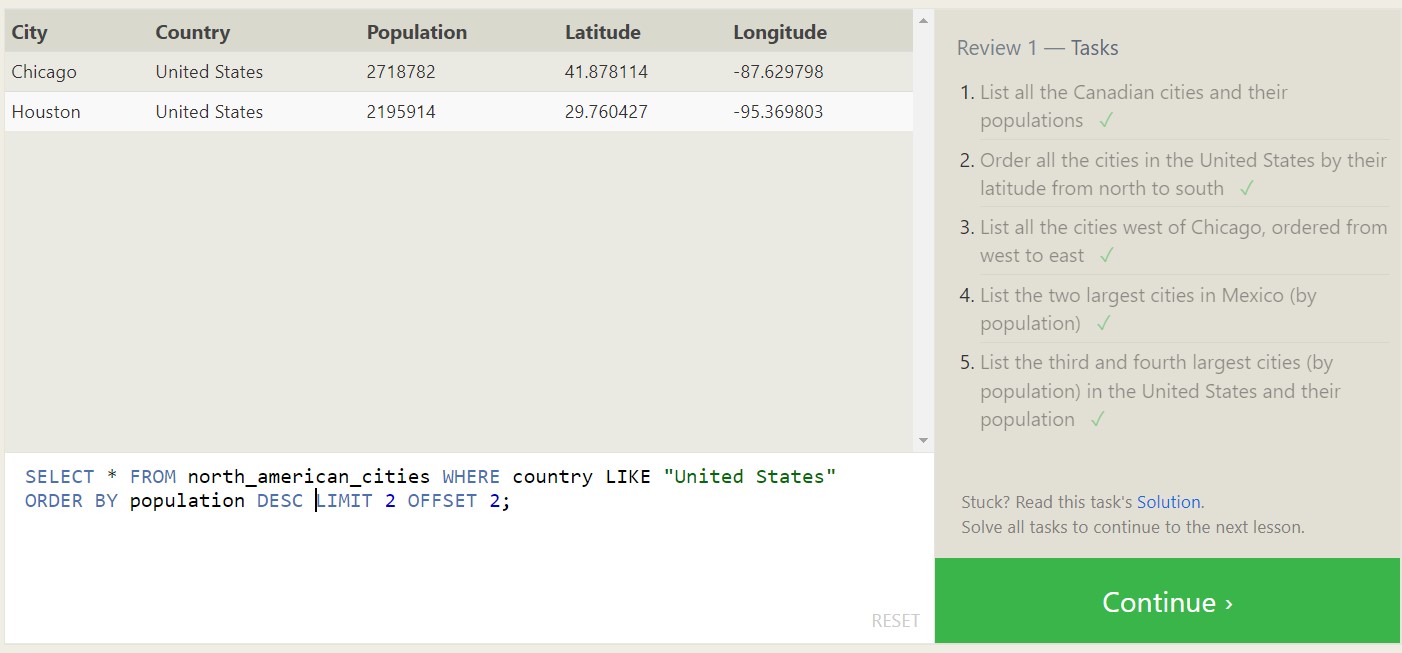 City Country Population Latitude Longitude
Chicago United States 2718782 41.878114 -87.629798
Houston United States 2195914 29.760427 -95.369803
SELECT * FROM north_american_cities WHERE country LIKE "United States"
ORDER BY population DESC LIMIT 2 OFFSET 2;
RESET
Review 1 — Tasks
1. List all the Canadian cities and their
populations ✓
2. Order all the cities in the United States by their
latitude from north to south ✓
3. List all the cities west of Chicago, ordered from
west to east ✓
4. List the two largest cities in Mexico (by
population) ✓
5. List the third and fourth largest cities (by
population) in the United States and their
population ✓
Stuck? Read this task's Solution.
Solve all tasks to continue to the next lesson.
Continue ›